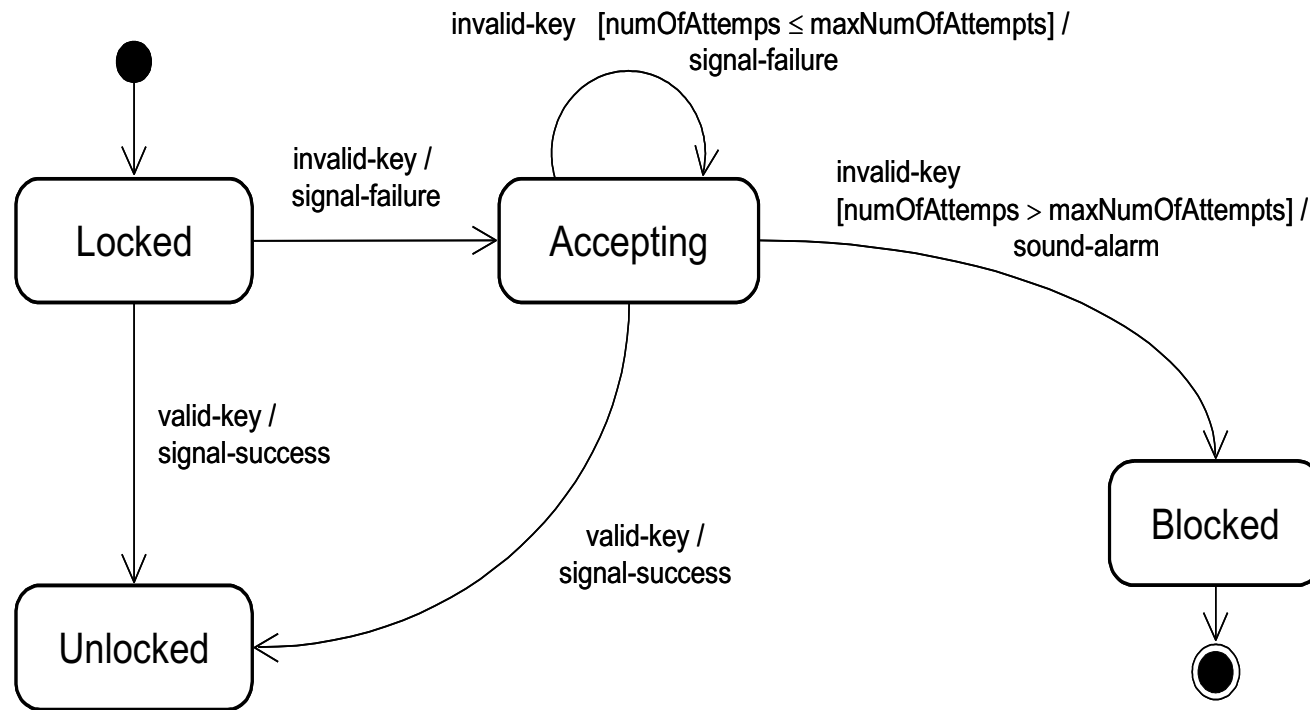 invalid-key [numOfAttemps ≤ maxNumOfAttempts] /
signal-failure
invalid-key /
signal-failure
invalid-key
[numOfAttemps > maxNumOfAttempts] /
sound-alarm
Locked
Accepting
valid-key /
signal-success
valid-key /
signal-success
Blocked
Unlocked